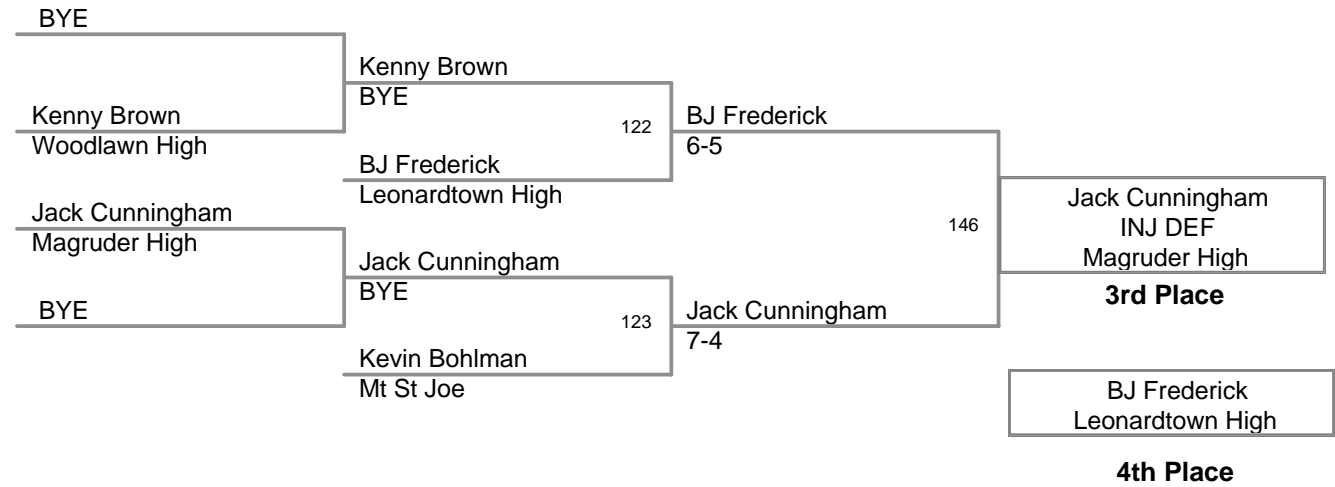 BYE
Kenny Brown
BYE
Kenny Brown
Woodlawn High
122
BJ Frederick
6-5
BJ Frederick
Leonardtown High
Jack Cunningham
Magruder High
146
Jack Cunningham
INJ DEF
Magruder High
3rd Place
Jack Cunningham
BYE
BYE
123
Jack Cunningham
7-4
Kevin Bohlman
Mt St Joe
BJ Frederick
Leonardtown High
4th Place